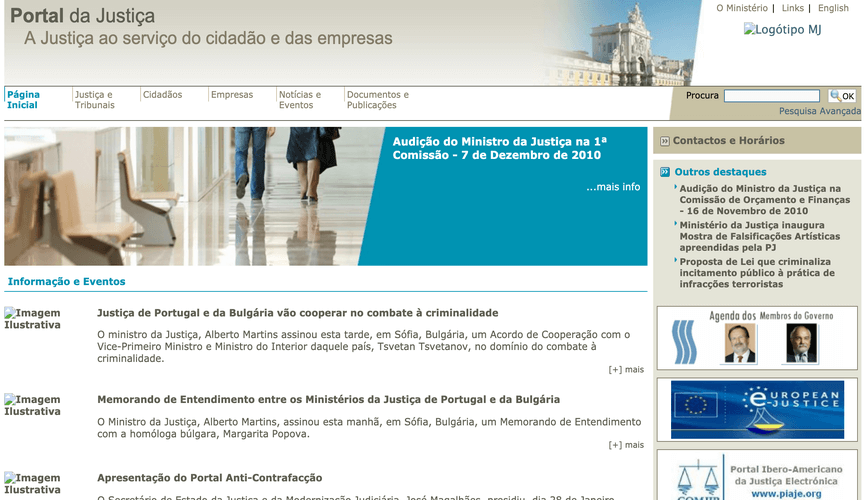 Portal da Justiça
A Justiça ao serviço do cidadão e das empresas
O Ministério | Links | English
Logótipo MJ
Página
Inicial
Justiça e
Tribunais
Cidadãos
Empresas
Notícias e
Eventos
Documentos e
Publicações
Procura
OK
Pesquisa Avançada
Audição do Ministro da Justiça na 1ª
Comissão - 7 de Dezembro de 2010
...mais info
Informação e Eventos
Imagem
Ilustrativa
Justiça de Portugal e da Bulgária vão cooperar no combate à criminalidade
O ministro da Justiça, Alberto Martins assinou esta tarde, em Sófia, Bulgária, um Acordo de Cooperação com o
Vice-Primeiro Ministro e Ministro do Interior daquele país, Tsvetan Tsvetanov, no domínio do combate à
criminalidade.
[+] mais
Imagem
Ilustrativa
Memorando de Entendimento entre os Ministérios da Justiça de Portugal e da Bulgária
O Ministro da Justiça, Alberto Martins, assinou esta manhã, em Sófia, Bulgária, um Memorando de Entendimento
com a homóloga búlgara, Margarita Popova.
[+] mais
Imagem
Ilustrativa
Apresentação do Portal Anti-Contrafacção
O Secretário de Estado da Justiça e da Modernização Judiciária, José Magalhães, presidiu, dia 28 de Janeiro
Contactos e Horários
Outros destaques
Audição do Ministro da Justiça na
Comissão de Orçamento e Finanças
- 16 de Novembro de 2010
Ministério da Justiça inaugura
Mostra de Falsificações Artísticas
apreendidas pela PJ
Proposta de Lei que criminaliza
incitamento público à prática de
infracções terroristas
Agenda dos Membros do Governo
EUROPEAN
-JUSTICE
COMJIB
Portal Ibero-Americano
da Justiça Electrónica
www.piaje.org